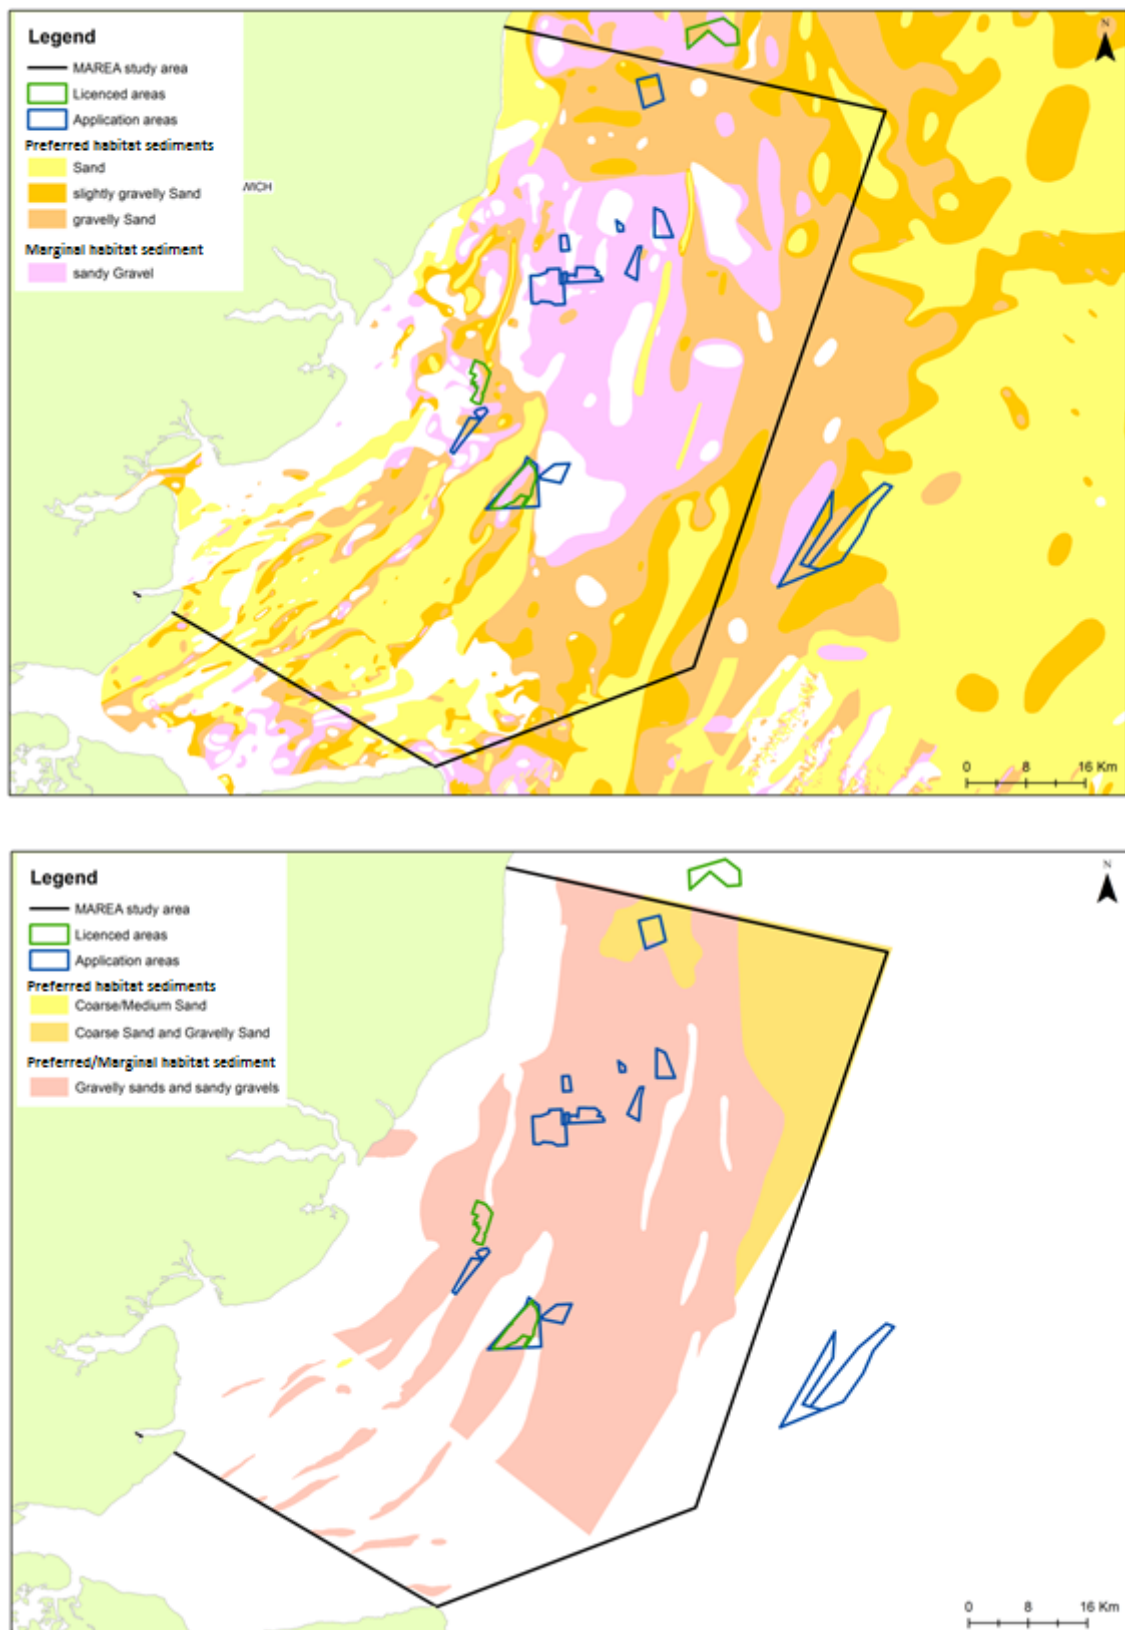 N
Legend
MAREA study area
Licenced areas
Application areas
Preferred habitat sediments
Sand
slightly gravelly Sand
gravelly Sand
Marginal habitat sediment
sandy Gravel
WICH
0 8 16 Km
N
Legend
MAREA study area
Licenced areas
Application areas
Preferred habitat sediments
Coarse/Medium Sand
Coarse Sand and Gravelly Sand
Preferred/Marginal habitat sediment
Gravelly sands and sandy gravels
0 8 16 Km